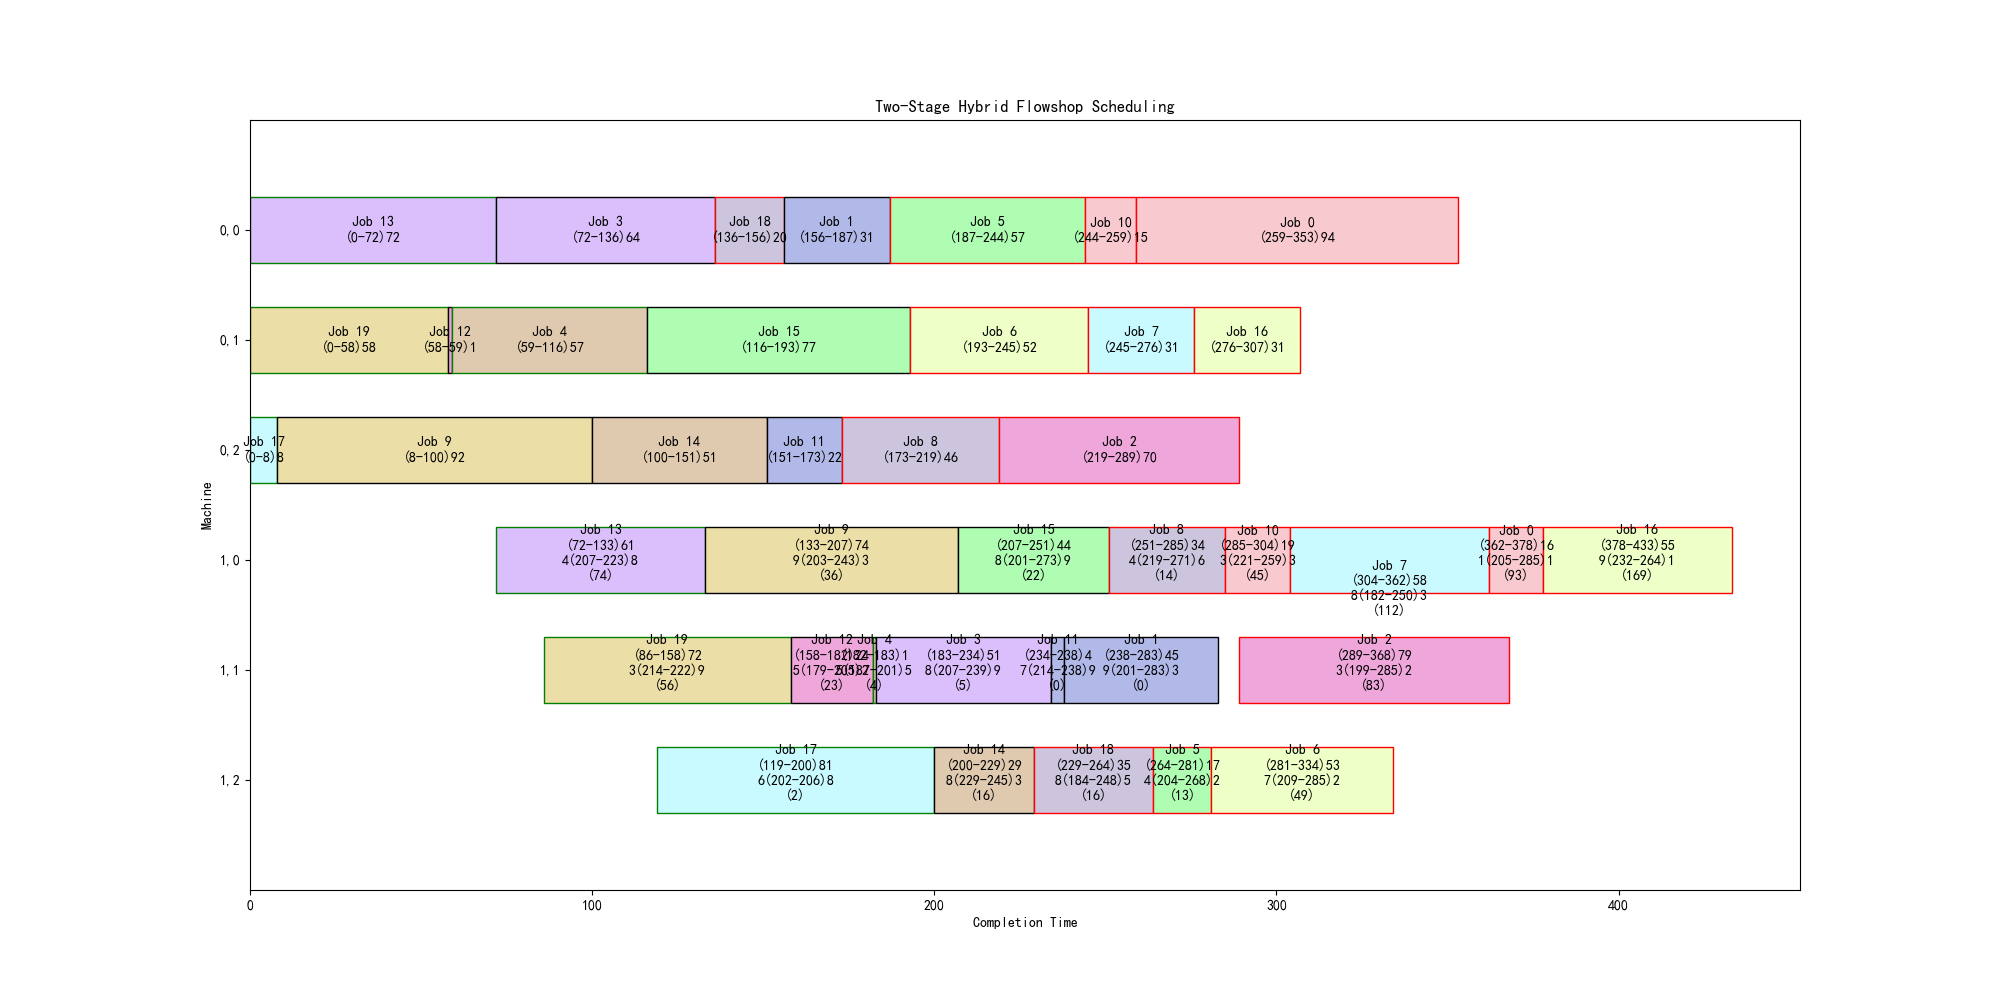 Two-Stage Hybrid Flowshop Scheduling
Machine
0,0
Job 13
(0-72)72
Job 3
(72-136)64
Job 18
(136-156)20
Job 1
(156-187)31
Job 5
(187-244)57
Job 10
(244-259)15
Job 0
(259-353)94
0,1
Job 19
(0-58)58
Job 12
(58-59)1
Job 4
(59-116)57
Job 15
(116-193)77
Job 6
(193-245)52
Job 7
(245-276)31
Job 16
(276-307)31
0,2
Job 17
(0-8)8
Job 9
(8-100)92
Job 14
(100-151)51
Job 11
(151-173)22
Job 8
(173-219)46
Job 2
(219-289)70
1,0
Job 13
(72-133)61
4(207-223)8
(74)
Job 9
(133-207)74
9(203-243)3
(36)
Job 15
(207-251)44
8(201-273)9
(22)
Job 8
(251-285)34
4(219-271)6
(14)
Job 10
(285-304)19
3(221-259)3
(45)
Job 7
(304-362)58
8(182-250)3
(112)
Job 0
(362-378)16
1(205-285)1
(93)
Job 16
(378-433)55
9(232-264)1
(169)
1,1
Job 19
(86-158)72
3(214-222)9
(56)
Job 12
(158-182)24
(23)
Job 4
(182-183)1
(4)
Job 3
(183-234)51
8(207-239)9
(5)
Job 11
(234-238)4
7(214-238)9
(0)
Job 1
(238-283)45
9(201-283)3
(0)
Job 2
(289-368)79
3(199-285)2
(83)
1,2
Job 17
(119-200)81
6(202-206)8
(2)
Job 14
(200-229)29
8(229-245)3
(16)
Job 18
(229-264)35
8(184-248)5
(16)
Job 5
(264-281)17
4(204-268)2
(13)
Job 6
(281-334)53
7(209-285)2
(49)
0
100
200
300
400
Completion Time